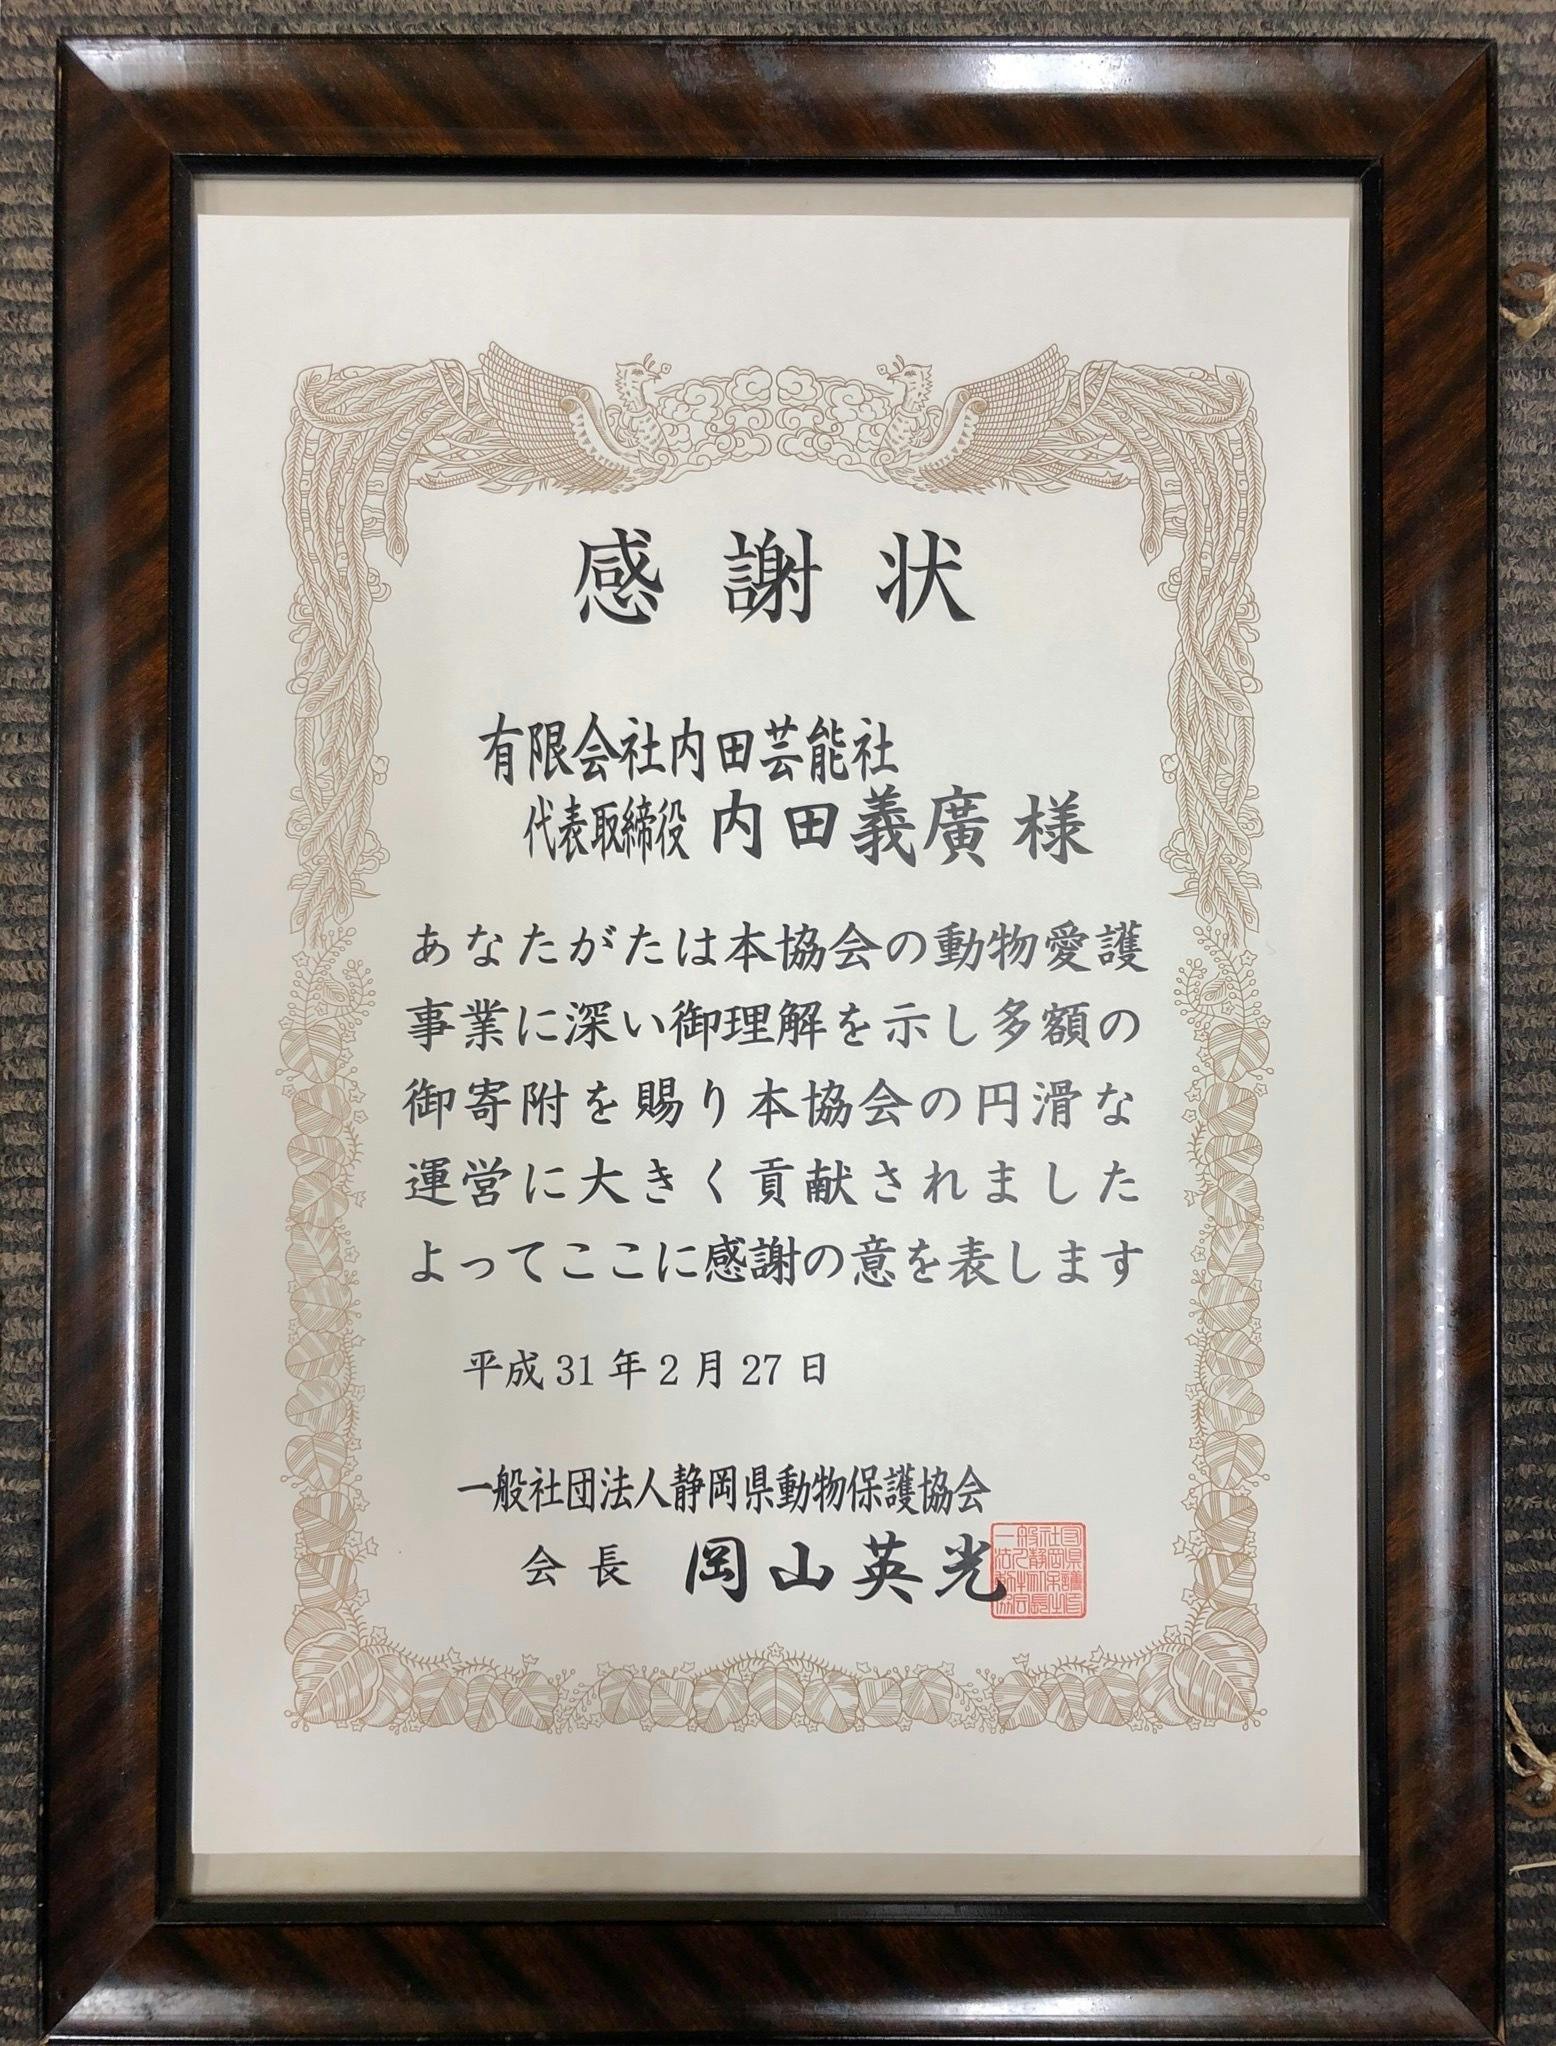 感謝状
有限会社内田芸能社
代表取締役 内田義廣 様
あなたがたは本協会の動物愛護
事業に深い御理解を示し多額の
御寄附を賜り本協会の円滑な
運営に大きく貢献されました
よってここに感謝の意を表します
平成31年2月27日
一般社団法人静岡県動物保護協会
会長 岡山英光